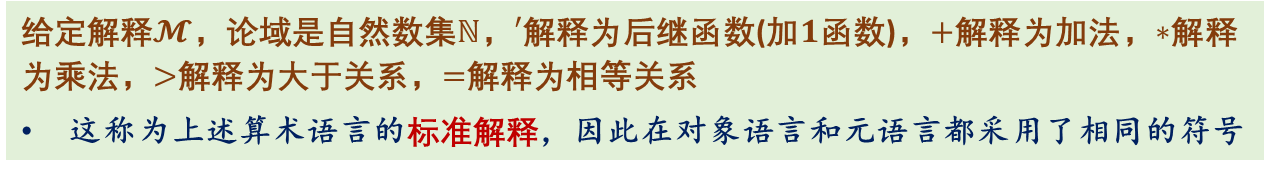 给定解释𝓜，论域是自然数集ℕ，′解释为后继函数(加1函数)，+解释为加法，*解释
为乘法，>解释为大于关系，=解释为相等关系
• 这称为上述算术语言的标准解释，因此在对象语言和元语言都采用了相同的符号